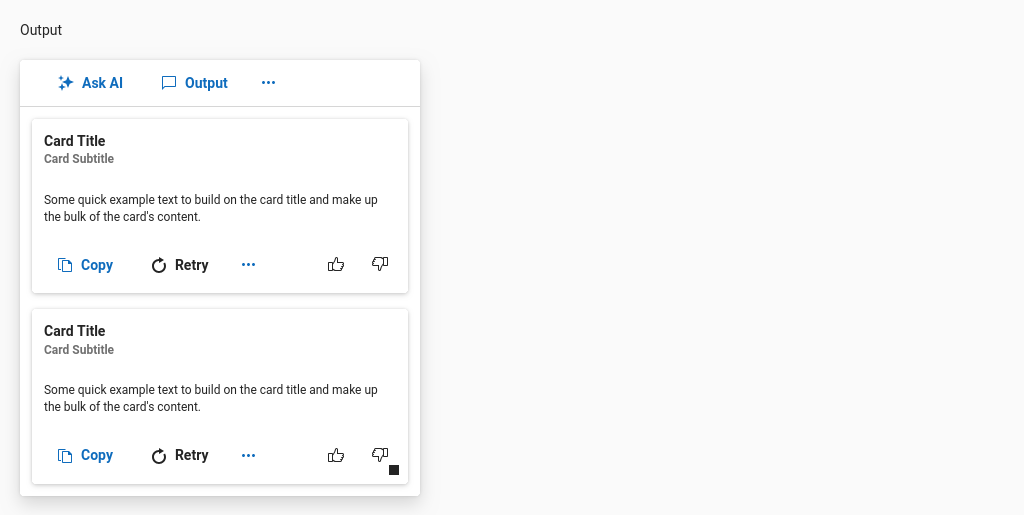 Output
Ask AI Output
Card Title
Card Subtitle
Some quick example text to build on the card title and make up
the bulk of the card's content.
Copy Retry
Card Title
Card Subtitle
Some quick example text to build on the card title and make up
the bulk of the card's content.
Copy Retry